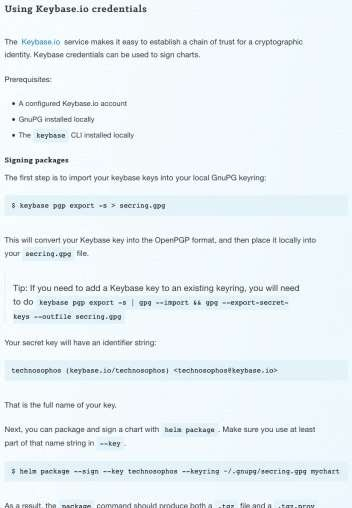 Using Keybase.io credentials
The Keybase.io service makes it easy to establish a chain of trust for a cryptographic
identity. Keybase credentials can be used to sign charts.
Prerequisites:
• A configured Keybase.io account
• GnuPG installed locally
• The keybase CLI installed locally
Signing packages
The first step is to import your keybase keys into your local GnuPG keyring:
$ keybase pgp export -s > secring.gpg
This will convert your Keybase key into the OpenPGP format, and then place it locally into
your secring.gpg file.
Tip: If you need to add a Keybase key to an existing keyring, you will need
to do keybase pgp export -s | gpg --import && gpg --export-secret-
keys --outfile secring.gpg
Your secret key will have an identifier string:
technosophos (keybase.io/technosophos) <technosophos@keybase.io>
That is the full name of your key.
Next, you can package and sign a chart with helm package . Make sure you use at least
part of that name string in --key .
$ helm package --sign --key technosophos --keyring ~/.gnupg/secring.gpg mychart
As a result, the package command should produce both a .tgz file and a .tgz.prov